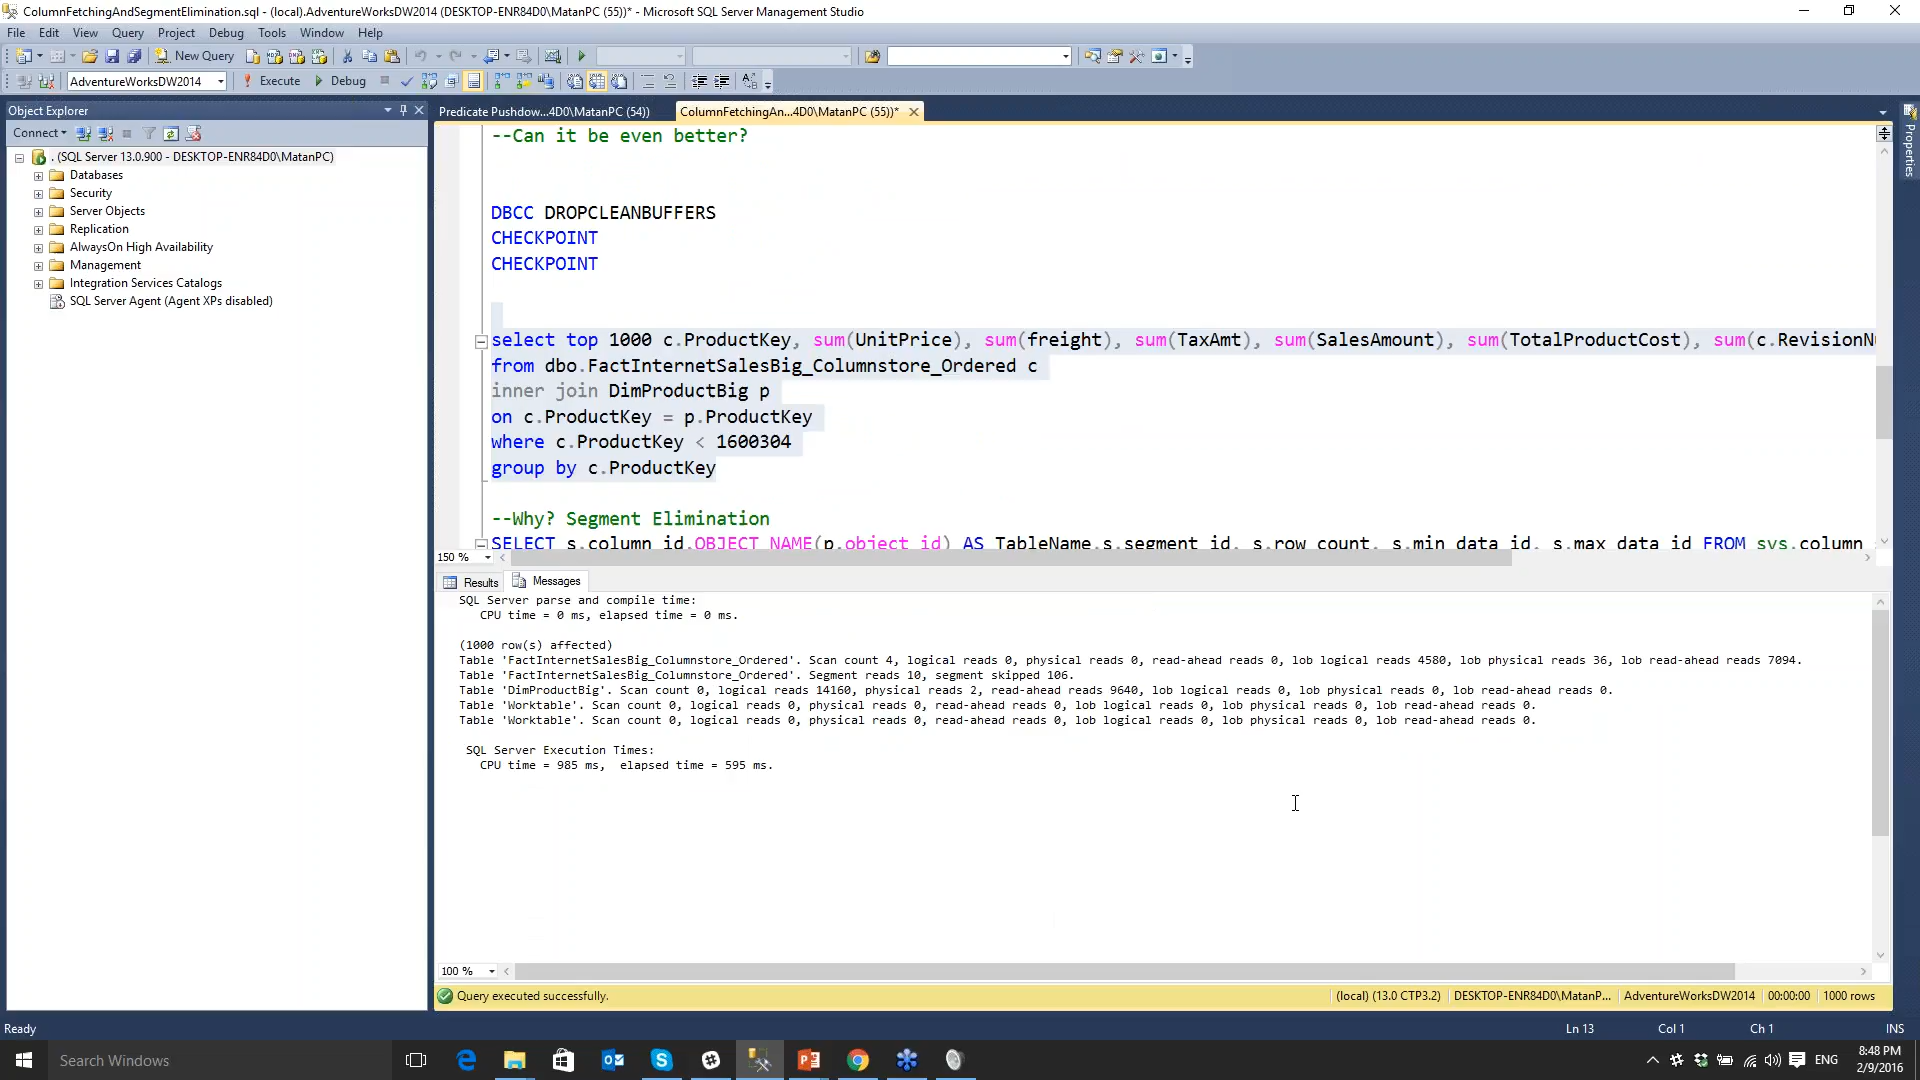 ColumnFetchingAndSegmentElimination.sql - (local).AdventureWorksDW2014 (DESKTOP-ENR84D0\MatanPC (55))* - Microsoft SQL Server Management Studio
File Edit View Query Project Debug Tools Window Help
New Query
AdventureWorksDW2014 Execute Debug
Object Explorer
Connect
. (SQL Server 13.0.900 - DESKTOP-ENR84D0\MatanPC)
Databases
Security
Server Objects
Replication
AlwaysOn High Availability
Management
Integration Services Catalogs
SQL Server Agent (Agent XPs disabled)
Predicate Pushdow...4D0\MatanPC (54))
ColumnFetchingAn...4D0\MatanPC (55))*
Properties
--Can it be even better?
DBCC DROPCLEANBUFFERS
CHECKPOINT
CHECKPOINT
select top 1000 c.ProductKey, sum(UnitPrice), sum(freight), sum(TaxAmt), sum(SalesAmount), sum(TotalProductCost), sum(c.RevisionNu
from dbo.FactInternetSalesBig_Columnstore_Ordered c
inner join DimProductBig p
on c.ProductKey = p.ProductKey
where c.ProductKey < 1600304
group by c.ProductKey
--Why? Segment Elimination
SELECT s.column_id,OBJECT_NAME(p.object_id) AS TableName,s.segment_id, s.row_count, s.min_data_id, s.max_data_id FROM sys.column_
150 %
Results Messages
SQL Server parse and compile time:
CPU time = 0 ms, elapsed time = 0 ms.
(1000 row(s) affected)
Table 'FactInternetSalesBig_Columnstore_Ordered'. Scan count 4, logical reads 0, physical reads 0, read-ahead reads 0, lob logical reads 4580, lob physical reads 36, lob read-ahead reads 7094.
Table 'FactInternetSalesBig_Columnstore_Ordered'. Segment reads 10, segment skipped 106.
Table 'DimProductBig'. Scan count 0, logical reads 14160, physical reads 2, read-ahead reads 9640, lob logical reads 0, lob physical reads 0, lob read-ahead reads 0.
Table 'Worktable'. Scan count 0, logical reads 0, physical reads 0, read-ahead reads 0, lob logical reads 0, lob physical reads 0, lob read-ahead reads 0.
Table 'Worktable'. Scan count 0, logical reads 0, physical reads 0, read-ahead reads 0, lob logical reads 0, lob physical reads 0, lob read-ahead reads 0.
SQL Server Execution Times:
CPU time = 985 ms, elapsed time = 595 ms.
100 %
Query executed successfully.
(local) (13.0 CTP3.2) DESKTOP-ENR84D0\MatanP... AdventureWorksDW2014 00:00:00 1000 rows
Ready
Ln 13 Col 1 Ch 1 INS
Search Windows
ENG
8:48 PM
2/9/2016